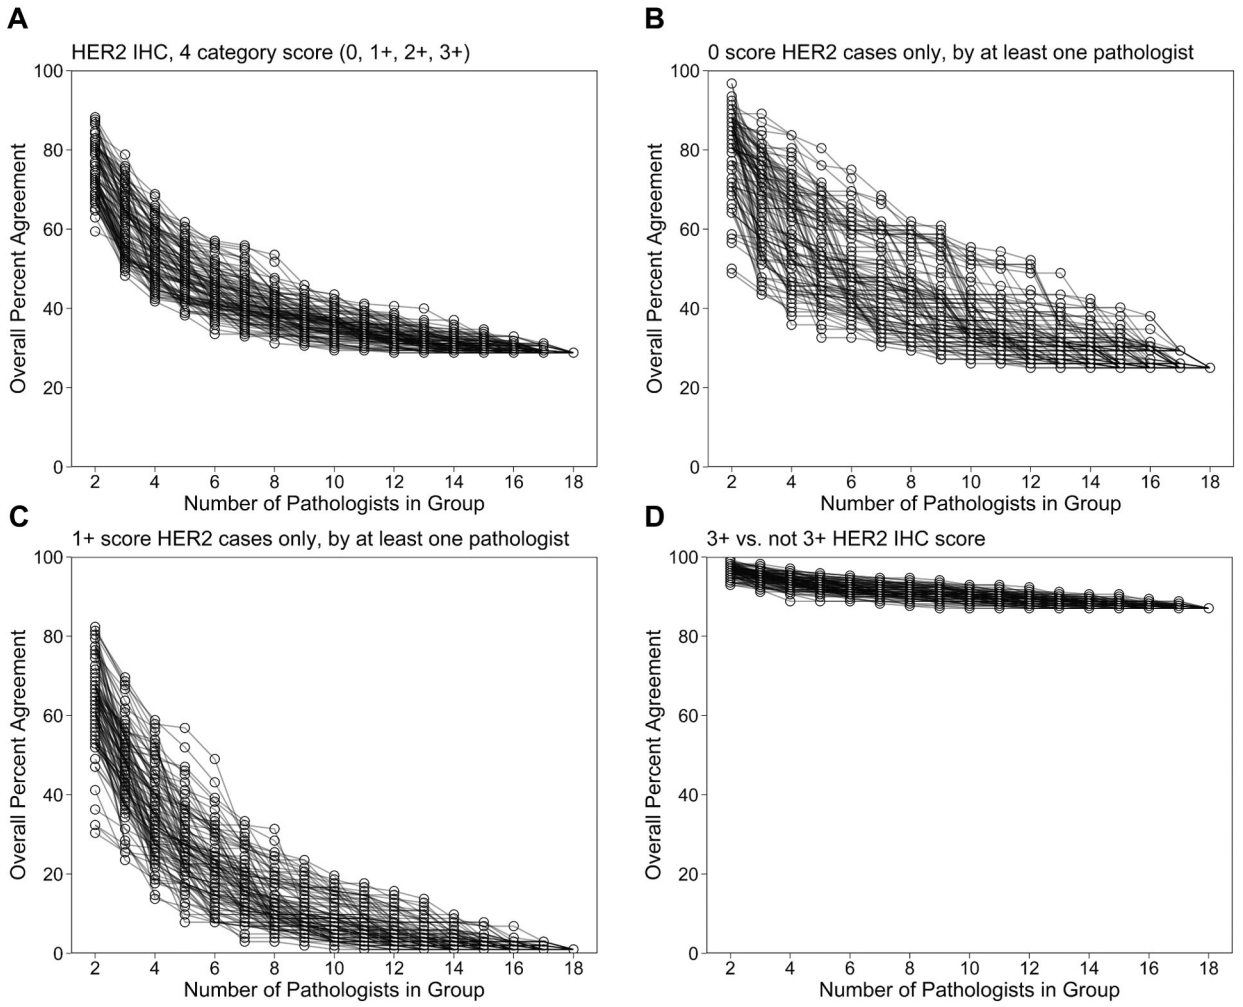 A
HER2 IHC, 4 category score (0, 1+, 2+, 3+)
100
80
60
40
20
0
Overall Percent Agreement
2 4 6 8 10 12 14 16 18
Number of Pathologists in Group
B
0 score HER2 cases only, by at least one pathologist
100
80
60
40
20
0
Overall Percent Agreement
2 4 6 8 10 12 14 16 18
Number of Pathologists in Group
C
1+ score HER2 cases only, by at least one pathologist
100
80
60
40
20
0
Overall Percent Agreement
2 4 6 8 10 12 14 16 18
Number of Pathologists in Group
D
3+ vs. not 3+ HER2 IHC score
100
80
60
40
20
0
Overall Percent Agreement
2 4 6 8 10 12 14 16 18
Number of Pathologists in Group